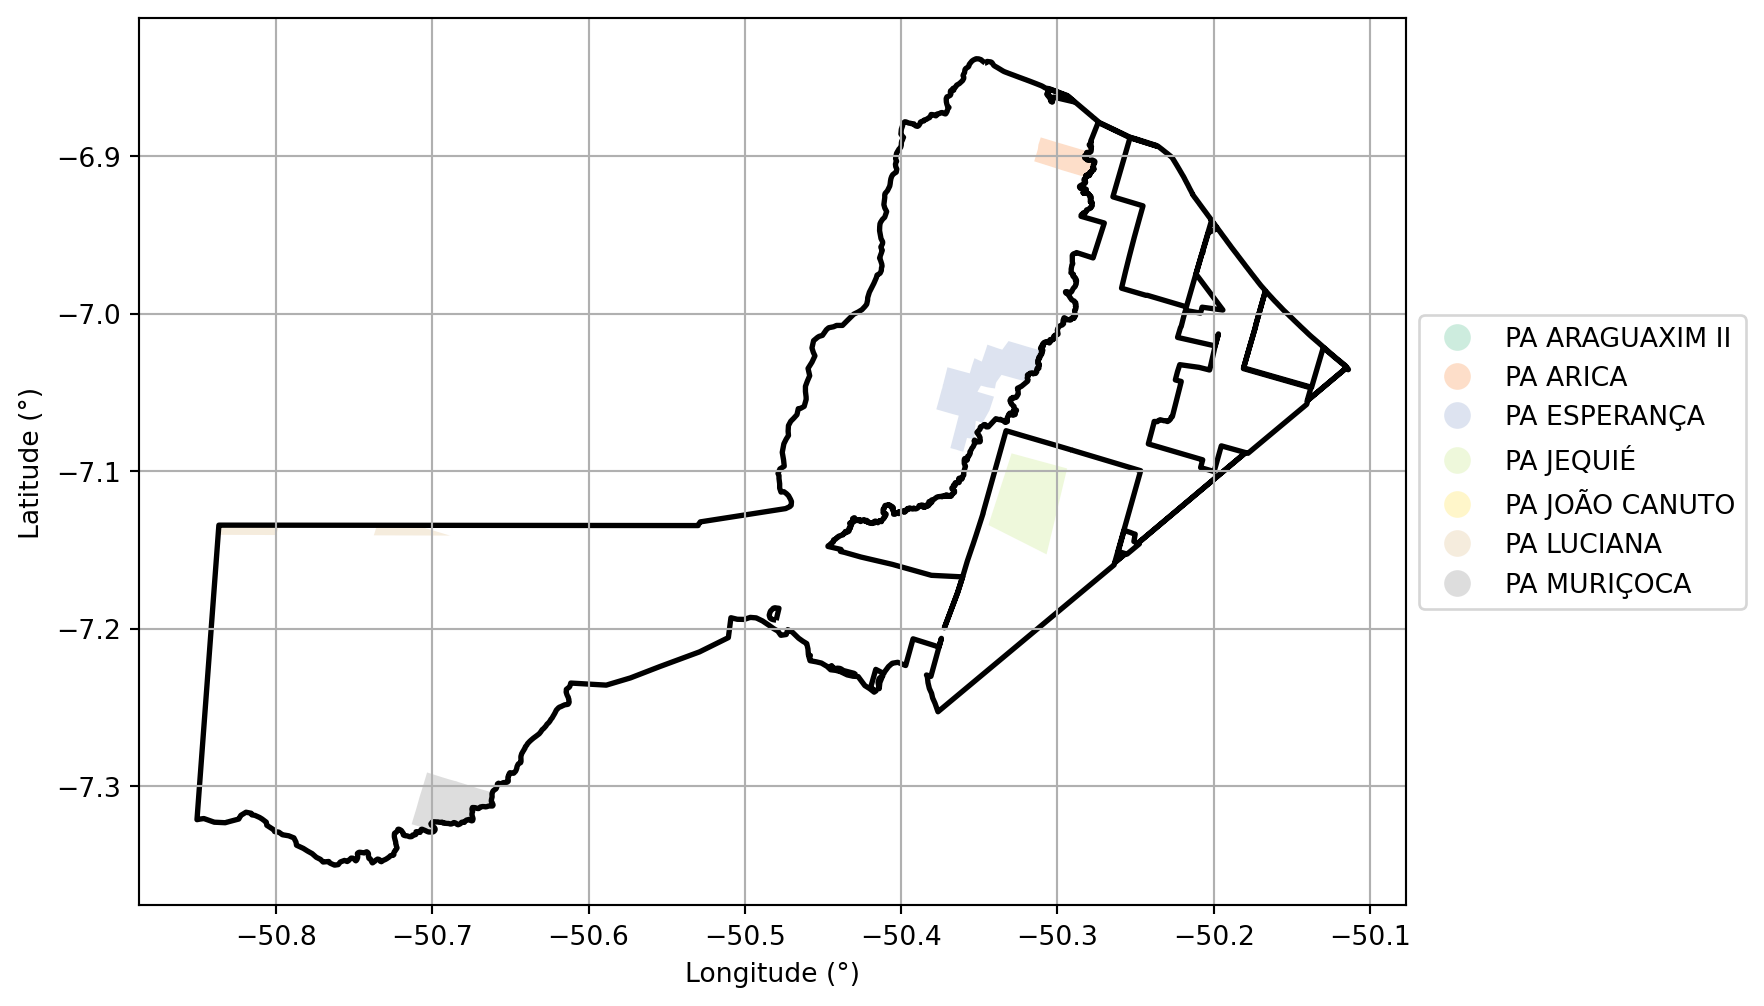 −6.9
−7.0
−7.1
−7.2
−7.3
Latitude (°)
−50.8
−50.7
−50.6
−50.5
−50.4
−50.3
−50.2
−50.1
Longitude (°)
PA ARAGUAXIM II
PA ARICA
PA ESPERANÇA
PA JEQUIÉ
PA JOÃO CANUTO
PA LUCIANA
PA MURIÇOCA